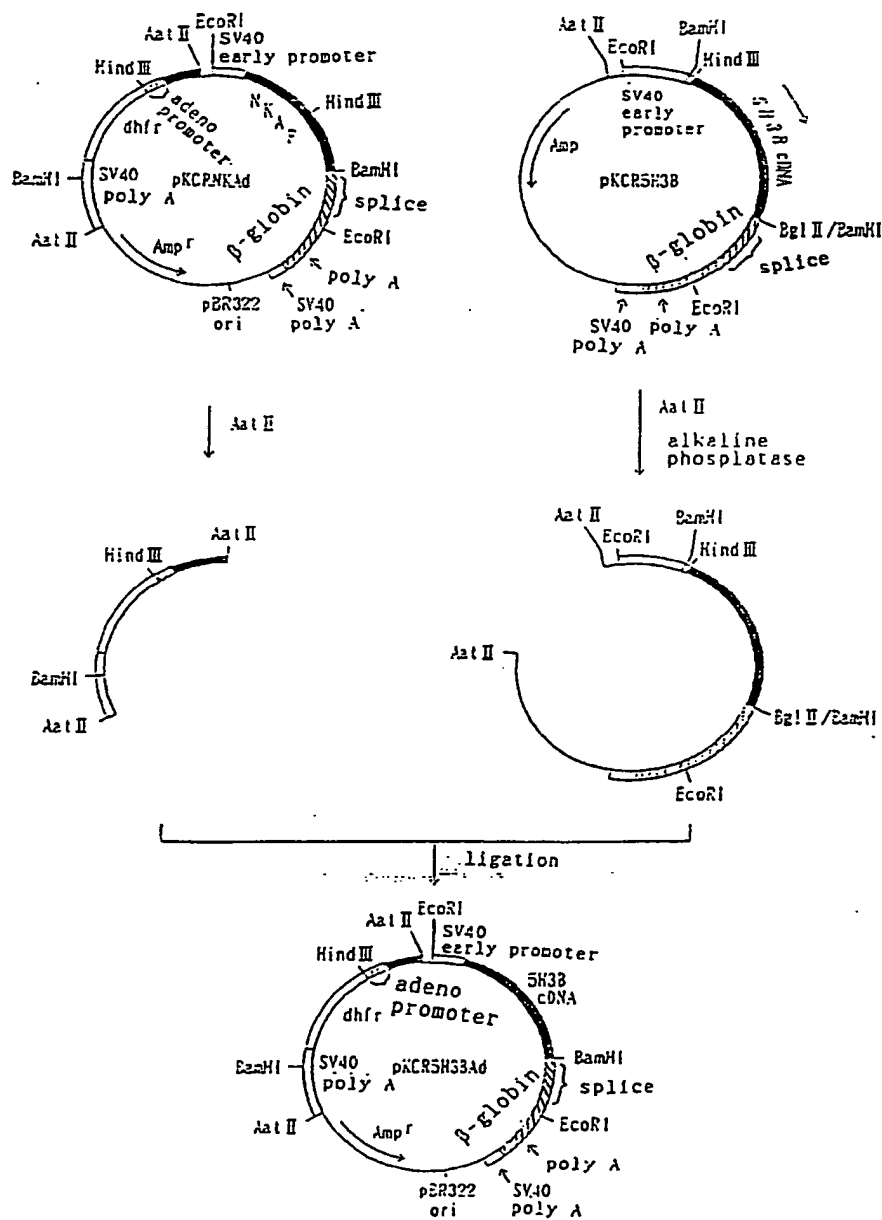 EcoRI
Aat II
SV40
early promoter
Hind III
adeno
promoter
dhfr
Hind III
BamHI
SV40
poly A
pKCRNKAd
BamHI
splice
β-globin
EcoRI
Aat II
Amp r
poly A
pBR322
ori
SV40
poly A
Aat II
EcoRI
BamHI
Hind III
SV40
early
promoter
5H3B cDNA
Amp
pKCR5H3B
β-globin
Bgl II/BamHI
splice
EcoRI
SV40
poly A
poly A
Aat II
Aat II
alkaline
phosplatase
Aat II
Hind III
BamHI
Aat II
Aat II
EcoRI
BamHI
Hind III
Aat II
Bgl II/BamHI
EcoRI
ligation
EcoRI
Aat II
SV40
early promoter
Hind III
adeno
promoter
5H3B
cDNA
dhfr
BamHI
SV40
poly A
pKCR5H3BAd
BamHI
splice
β-globin
EcoRI
Aat II
Amp r
poly A
pBR322
ori
SV40
poly A